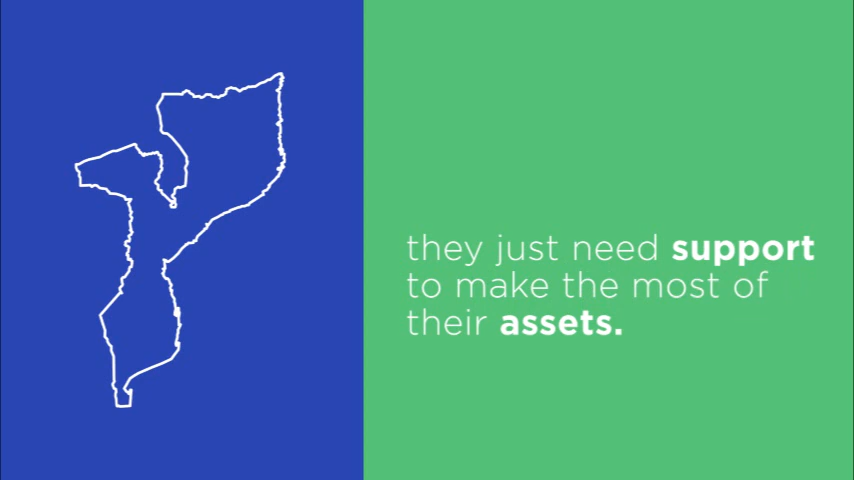 they just need support
to make the most of
their assets.